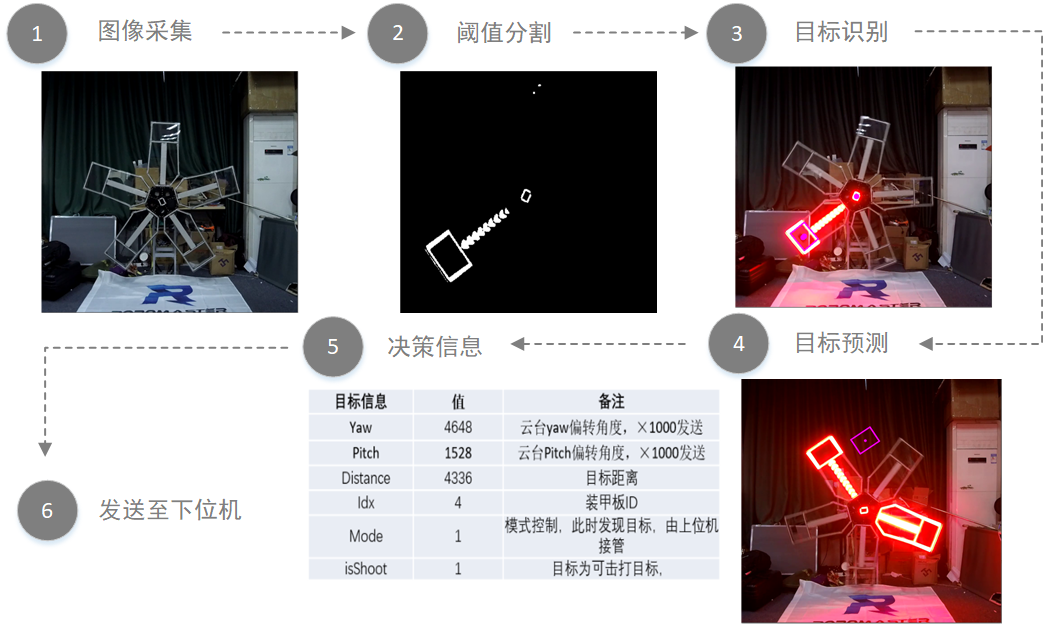 1 图像采集
2 阈值分割
3 目标识别
4 目标预测
5 决策信息
目标信息 值 备注
Yaw 4648 云台yaw偏转角度，×1000发送
Pitch 1528 云台Pitch偏转角度，×1000发送
Distance 4336 目标距离
Idx 4 装甲板ID
Mode 1 模式控制，此时发现目标，由上位机
接管
isShoot 1 目标为可击打目标,
6 发送至下位机